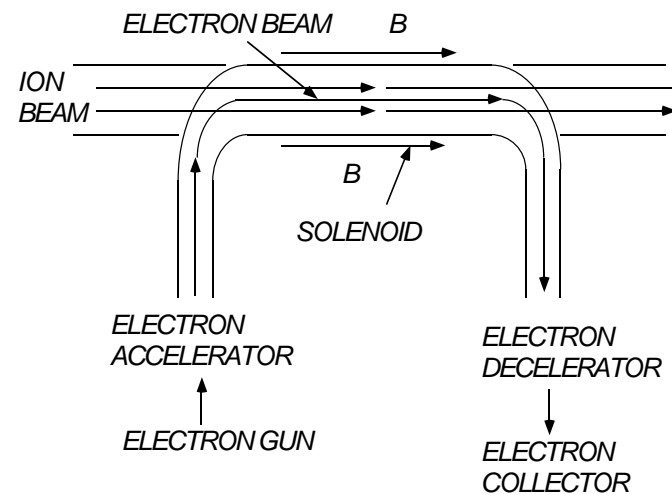 ELECTRON BEAM
B
ION
BEAM
B
SOLENOID
ELECTRON
ACCELERATOR
ELECTRON GUN
ELECTRON
DECELERATOR
ELECTRON
COLLECTOR